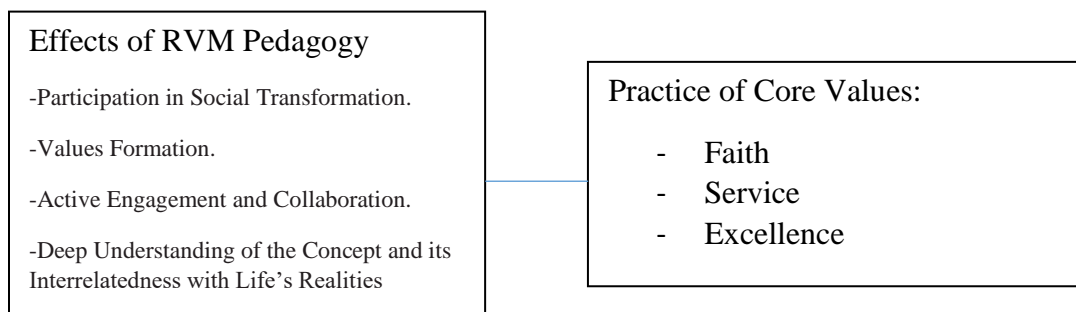 Effects of RVM Pedagogy
-Participation in Social Transformation.
-Values Formation.
-Active Engagement and Collaboration.
-Deep Understanding of the Concept and its
Interrelatedness with Life’s Realities
Practice of Core Values:
- Faith
- Service
- Excellence